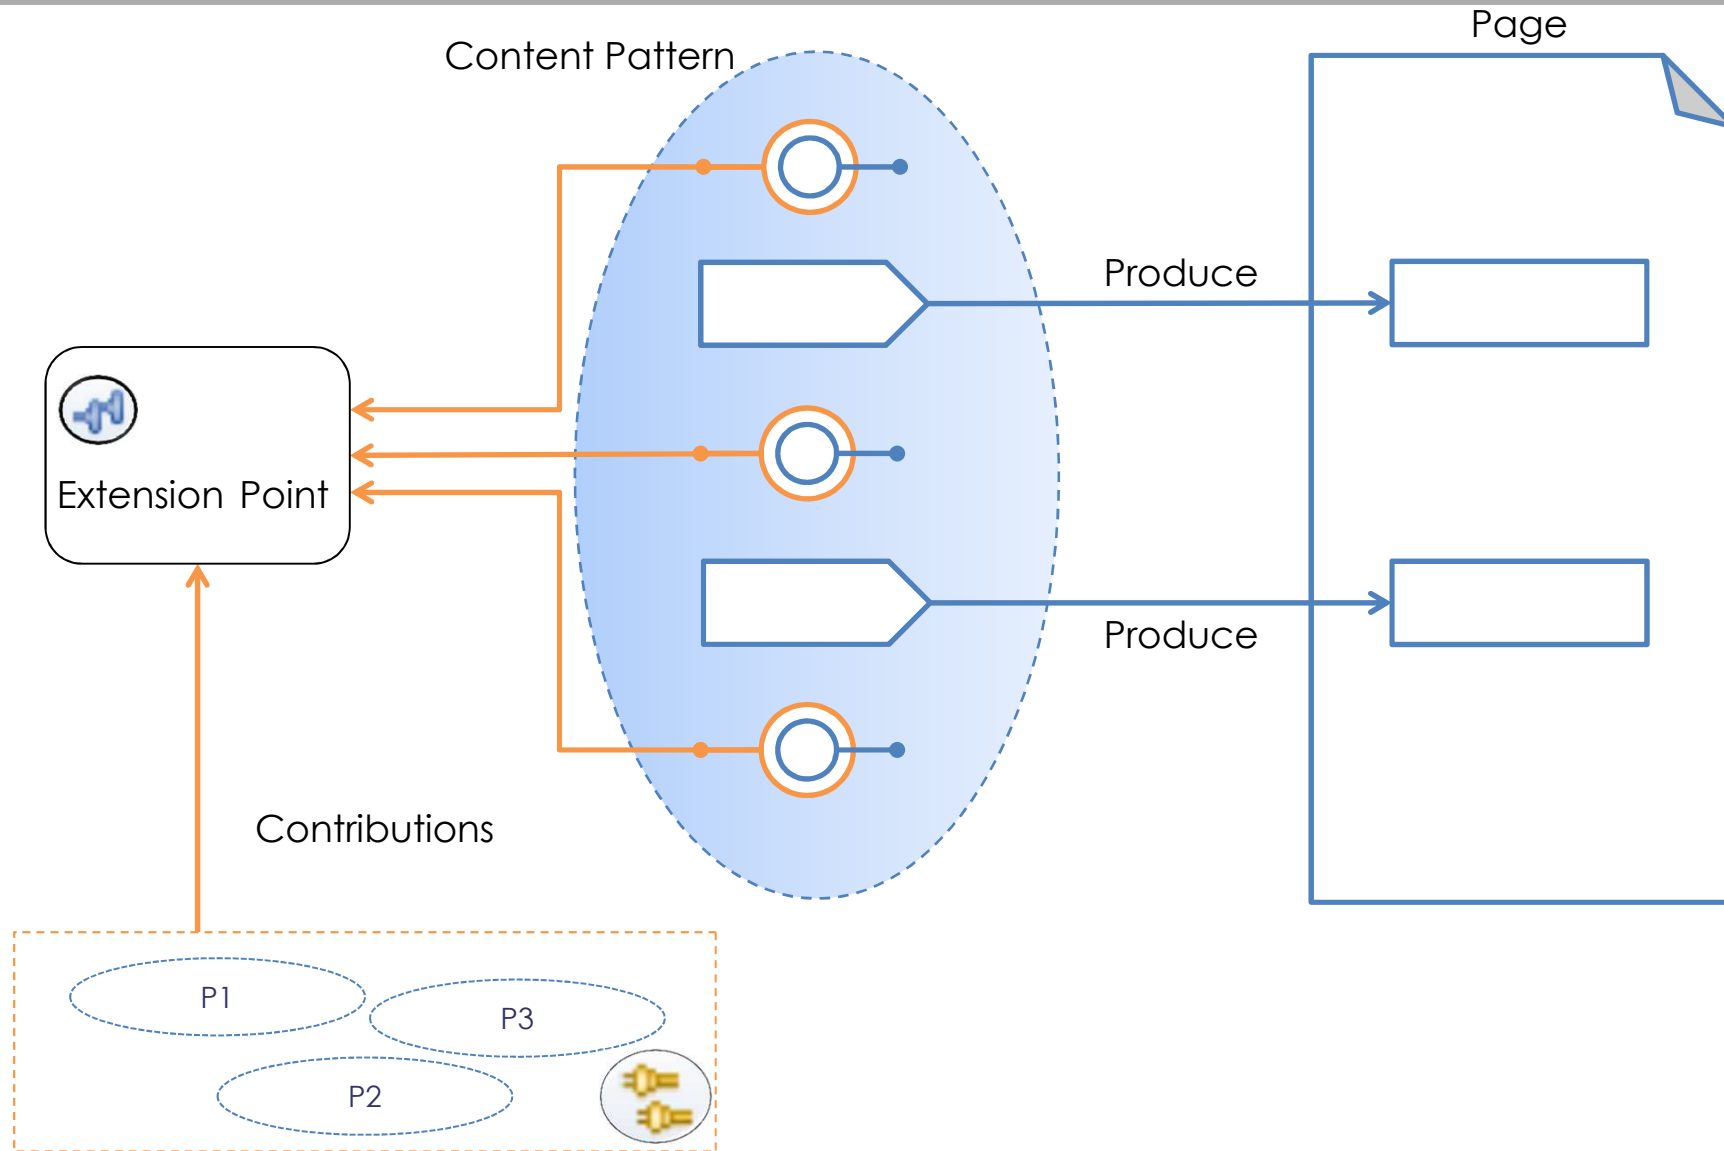 Page
Content Pattern
Produce
Extension Point
Produce
Contributions
P1
P3
P2